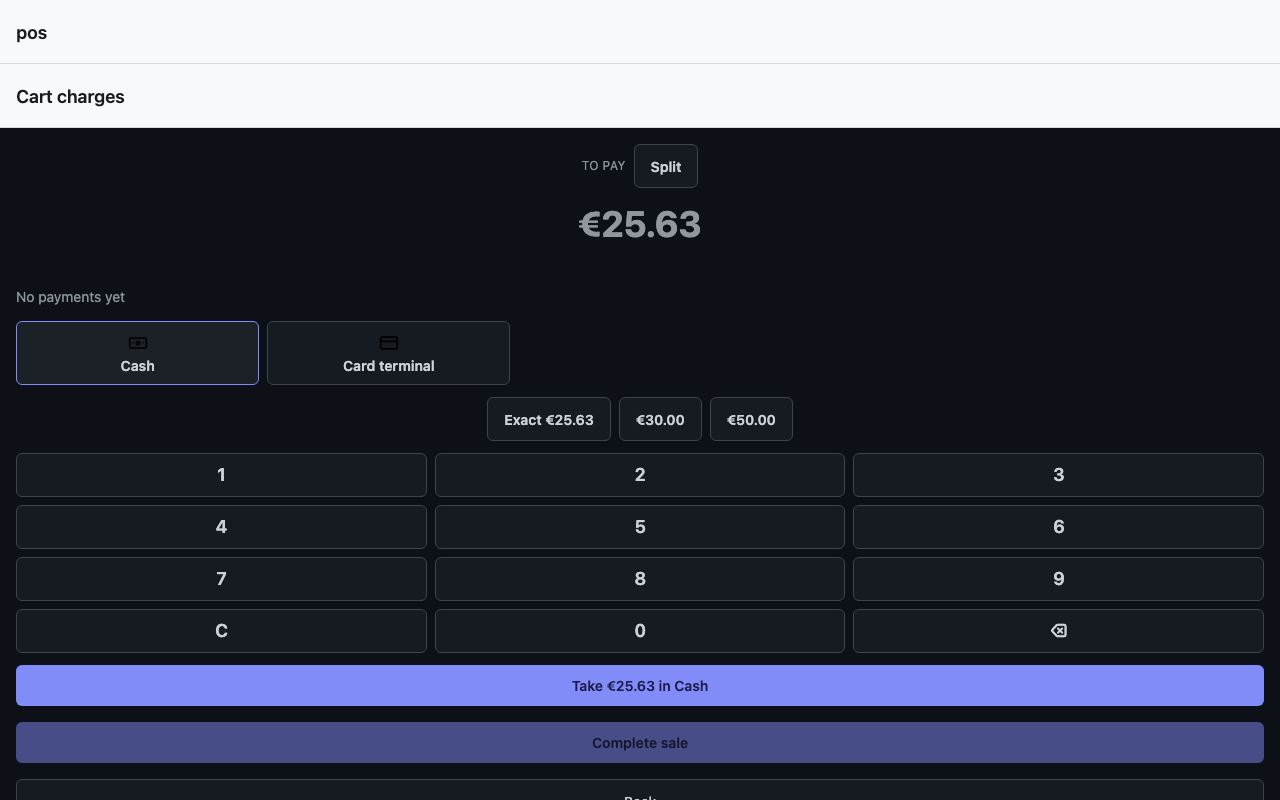 pos
Cart charges
TO PAY Split
€25.63
No payments yet
Cash Card terminal
Exact €25.63 €30.00 €50.00
1 2 3
4 5 6
7 8 9
C 0
Take €25.63 in Cash
Complete sale
Back